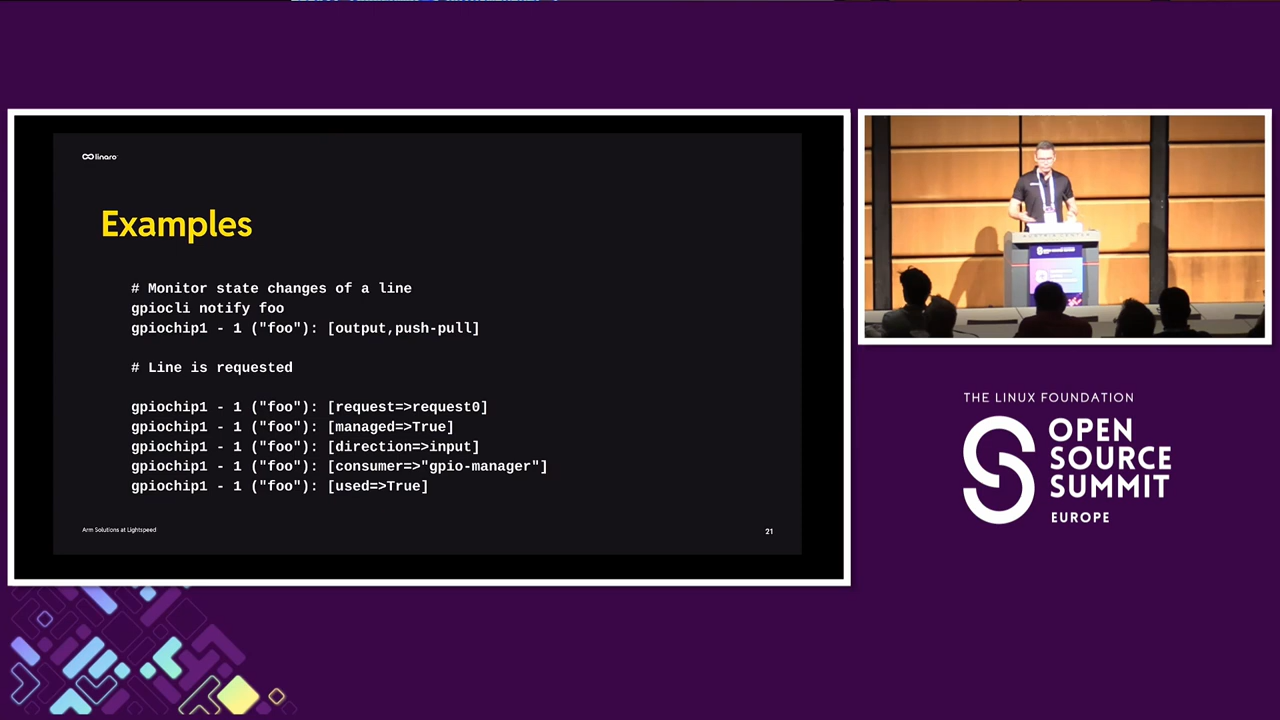 linaro
Examples
# Monitor state changes of a line
gpiocli notify foo
gpiochip1 - 1 ("foo"): [output,push-pull]
# Line is requested
gpiochip1 - 1 ("foo"): [request=>request0]
gpiochip1 - 1 ("foo"): [managed=>True]
gpiochip1 - 1 ("foo"): [direction=>input]
gpiochip1 - 1 ("foo"): [consumer=>"gpio-manager"]
gpiochip1 - 1 ("foo"): [used=>True]
Arm Solutions at Lightspeed
21
THE LINUX FOUNDATION
OPEN
SOURCE
SUMMIT
EUROPE